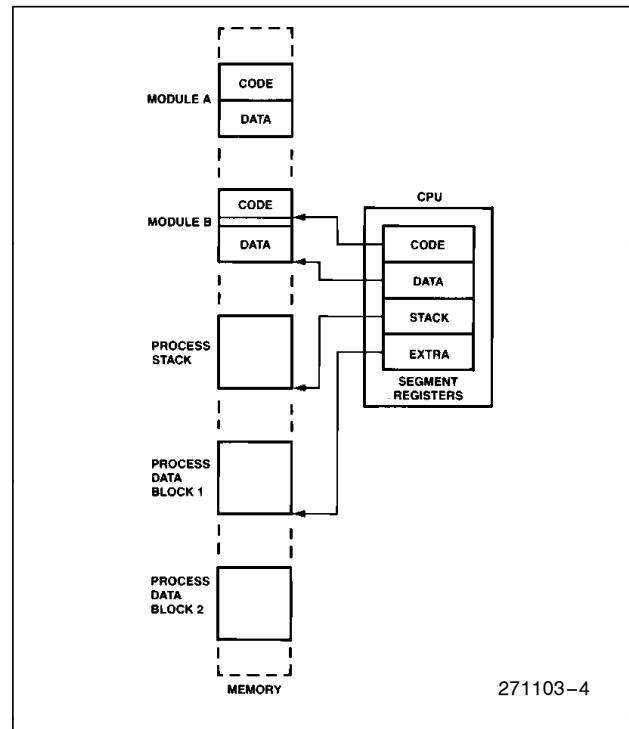 CODE
MODULE A
DATA
CPU
CODE
MODULE B
DATA
CODE
DATA
STACK
EXTRA
SEGMENT
REGISTERS
PROCESS
STACK
PROCESS
DATA
BLOCK 1
PROCESS
DATA
BLOCK 2
MEMORY
271103–4